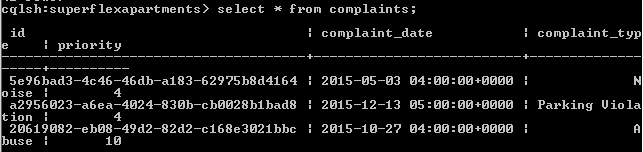 cqlsh:superflexapartments> select * from complaints;
id | complaint_date | complaint_typ
e | priority
--------------------------------------+--------------------------+--------------
-----+----------
5e96bad3-4c46-46db-a183-62975b8d4164 | 2015-05-03 04:00:00+0000 | N
oise | 4
a2956023-a6ea-4024-830b-cb0028b1bad8 | 2015-12-13 05:00:00+0000 | Parking Viola
tion | 4
20619082-eb08-49d2-82d2-c168e3021bbc | 2015-10-27 04:00:00+0000 | A
buse | 10